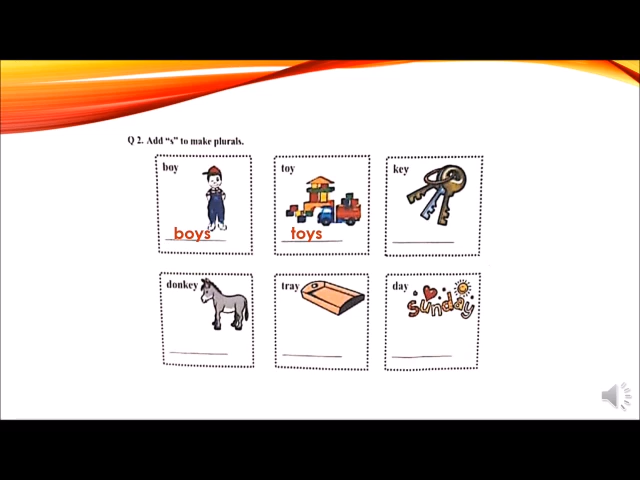 Q 2. Add “s” to make plurals.
boy
toy
key
boys
toys
donkey
tray
day
sunday